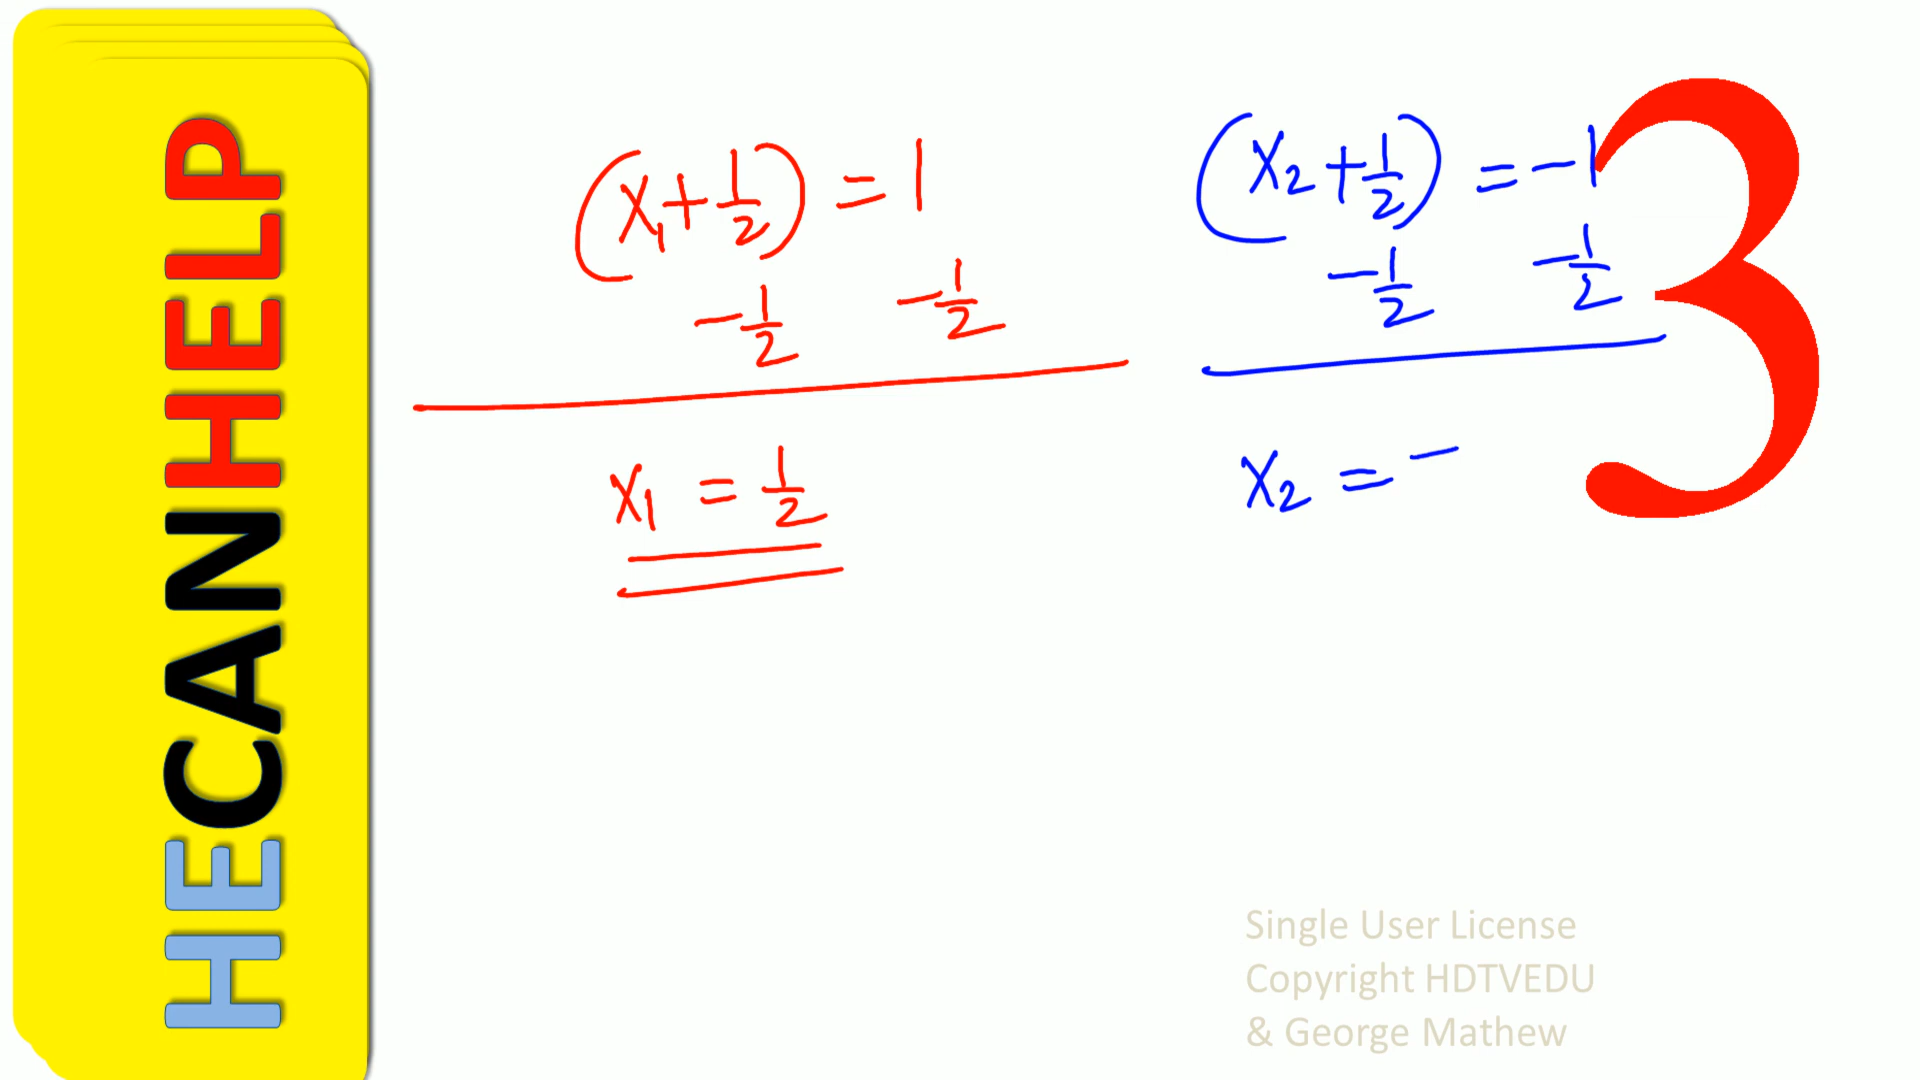 HECANHELP
(x₁ + 1/2) = 1
-1/2 -1/2
x₁ = 1/2
(x₂ + 1/2) = -1
-1/2 -1/2
x₂ = -
3
Single User License
Copyright HDTVEDU
& George Mathew